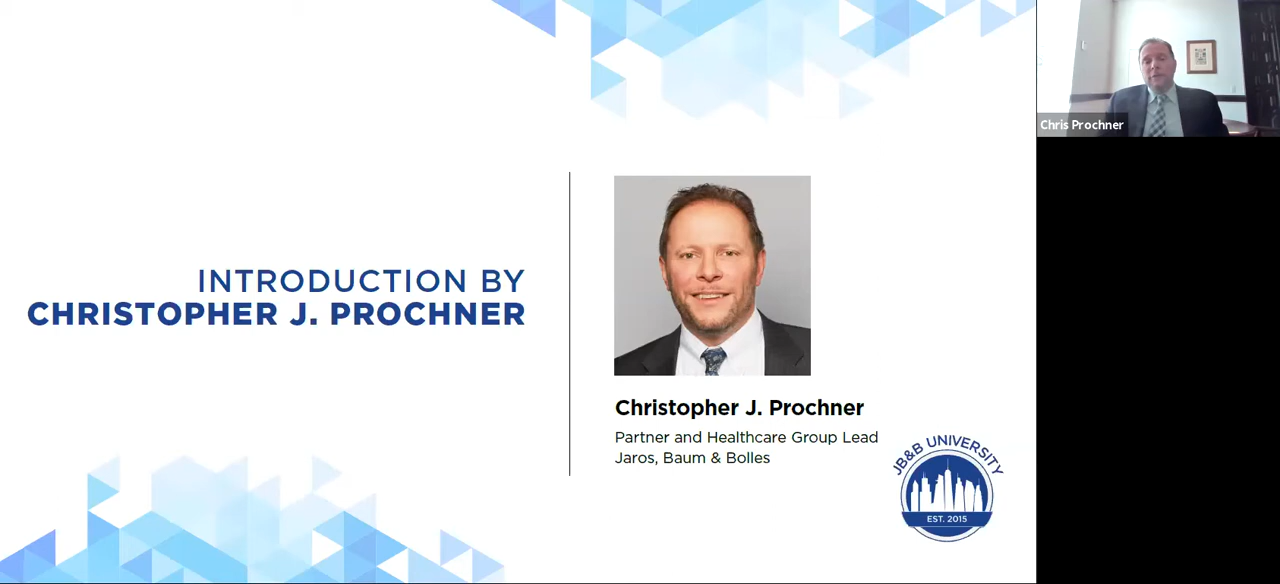 INTRODUCTION BY
CHRISTOPHER J. PROCHNER
Christopher J. Prochner
Partner and Healthcare Group Lead
Jaros, Baum & Bolles
JB&B UNIVERSITY
EST. 2015
Chris Prochner